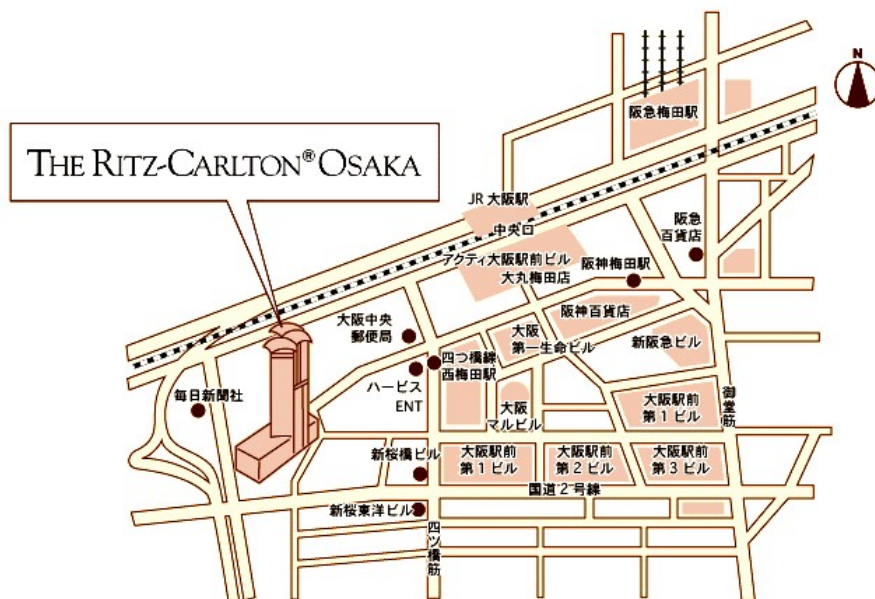 N
阪急梅田駅
THE RITZ-CARLTON® OSAKA
JR 大阪駅
中央口
阪急
百貨店
アクティ大阪駅前ビル
大丸梅田店
阪神梅田駅
阪神百貨店
大阪中央
郵便局
大阪
第一生命ビル
新阪急ビル
四つ橋線
西梅田駅
ハービス
ENT
毎日新聞社
大阪
マルビル
大阪駅前
第1ビル
御堂筋
新桜橋ビル
大阪駅前
第1ビル
大阪駅前
第2ビル
大阪駅前
第3ビル
国道2号線
新桜東洋ビル
四ツ橋筋